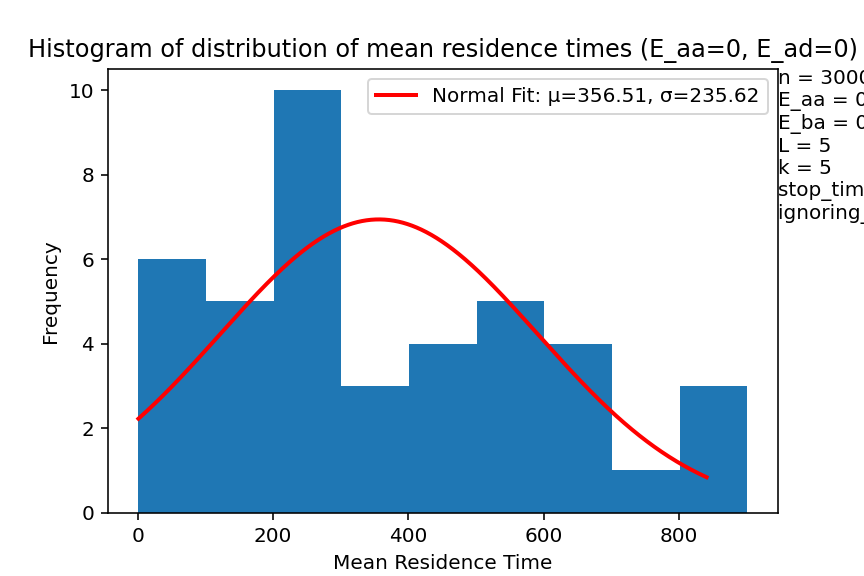 Histogram of distribution of mean residence times (E_aa=0, E_ad=0)
Normal Fit: μ=356.51, σ=235.62
n = 3000
E_aa = 0
E_ba = 0
L = 5
k = 5
stop_tim
ignoring_
10
8
6
4
2
0
Frequency
0 200 400 600 800
Mean Residence Time